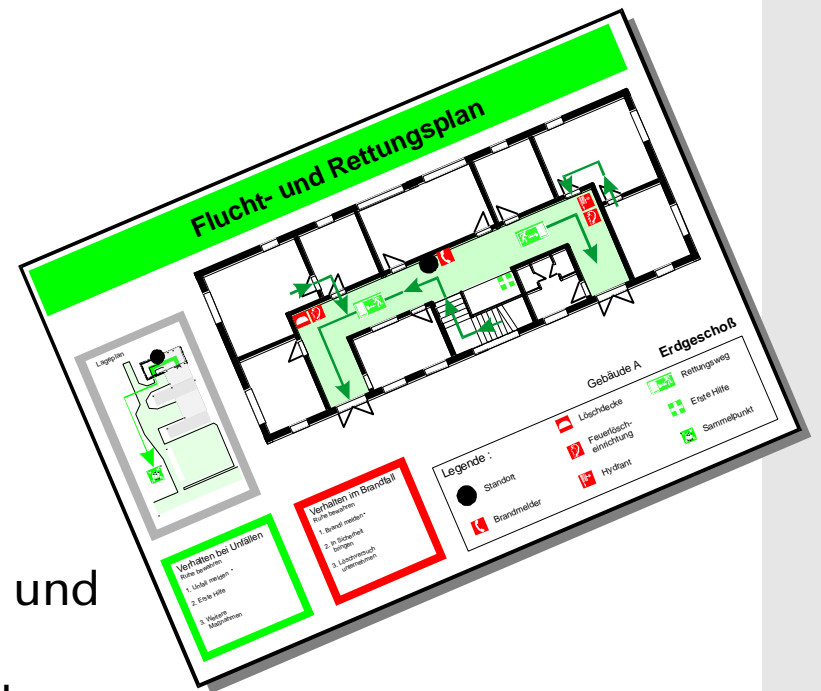 Flucht- und Rettungsplan
Lageplan
Gebäude A
Erdgeschoß
Legende :
Standort
Brandmelder
Löschdecke
Feuerlösch-
einrichtung
Hydrant
Rettungsweg
Erste Hilfe
Sammelpunkt
Verhalten im Brandfall
Ruhe bewahren
1. Brand melden
2. In Sicherheit
bringen
3. Löschversuch
unternehmen
Verhalten bei Unfällen
Ruhe bewahren
1. Unfall melden
2. Erste Hilfe
3. Weitere
Maßnahmen
und